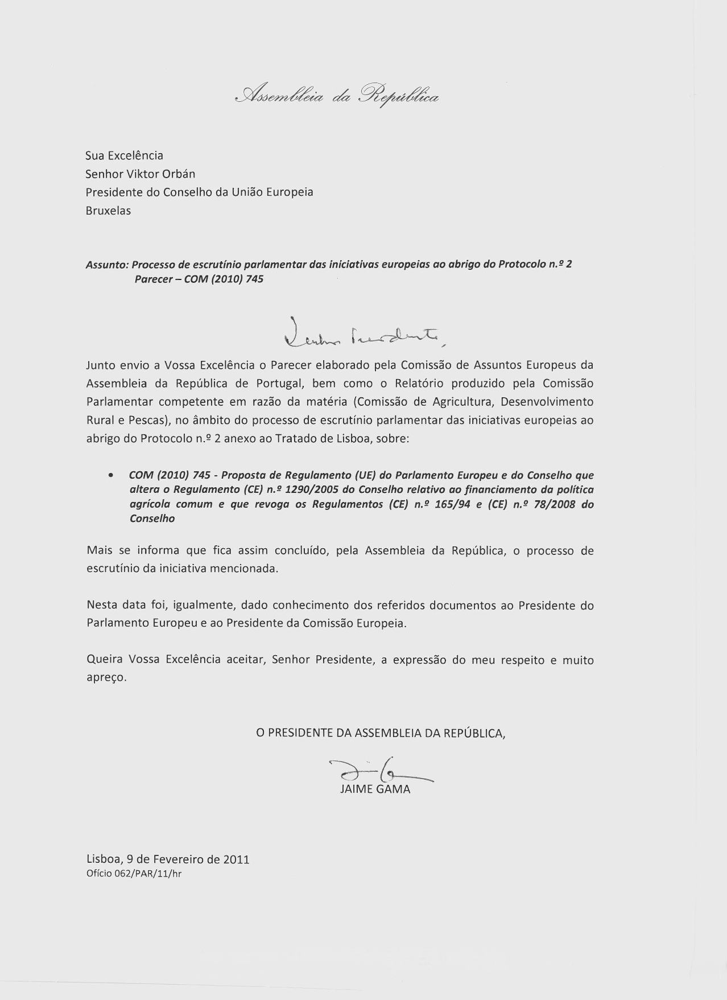 Assembleia da República
Sua Excelência
Senhor Viktor Orbán
Presidente do Conselho da União Europeia
Bruxelas
Assunto: Processo de escrutínio parlamentar das iniciativas europeias ao abrigo do Protocolo n.º 2
Parecer – COM (2010) 745
Senhor Presidente,
Junto envio a Vossa Excelência o Parecer elaborado pela Comissão de Assuntos Europeus da
Assembleia da República de Portugal, bem como o Relatório produzido pela Comissão
Parlamentar competente em razão da matéria (Comissão de Agricultura, Desenvolvimento
Rural e Pescas), no âmbito do processo de escrutínio parlamentar das iniciativas europeias ao
abrigo do Protocolo n.º 2 anexo ao Tratado de Lisboa, sobre:
• COM (2010) 745 - Proposta de Regulamento (UE) do Parlamento Europeu e do Conselho que
altera o Regulamento (CE) n.º 1290/2005 do Conselho relativo ao financiamento da política
agrícola comum e que revoga os Regulamentos (CE) n.º 165/94 e (CE) n.º 78/2008 do
Conselho
Mais se informa que fica assim concluído, pela Assembleia da República, o processo de
escrutínio da iniciativa mencionada.
Nesta data foi, igualmente, dado conhecimento dos referidos documentos ao Presidente do
Parlamento Europeu e ao Presidente da Comissão Europeia.
Queira Vossa Excelência aceitar, Senhor Presidente, a expressão do meu respeito e muito
apreço.
O PRESIDENTE DA ASSEMBLEIA DA REPÚBLICA,
JAIME GAMA
Lisboa, 9 de Fevereiro de 2011
Ofício 062/PAR/11/hr